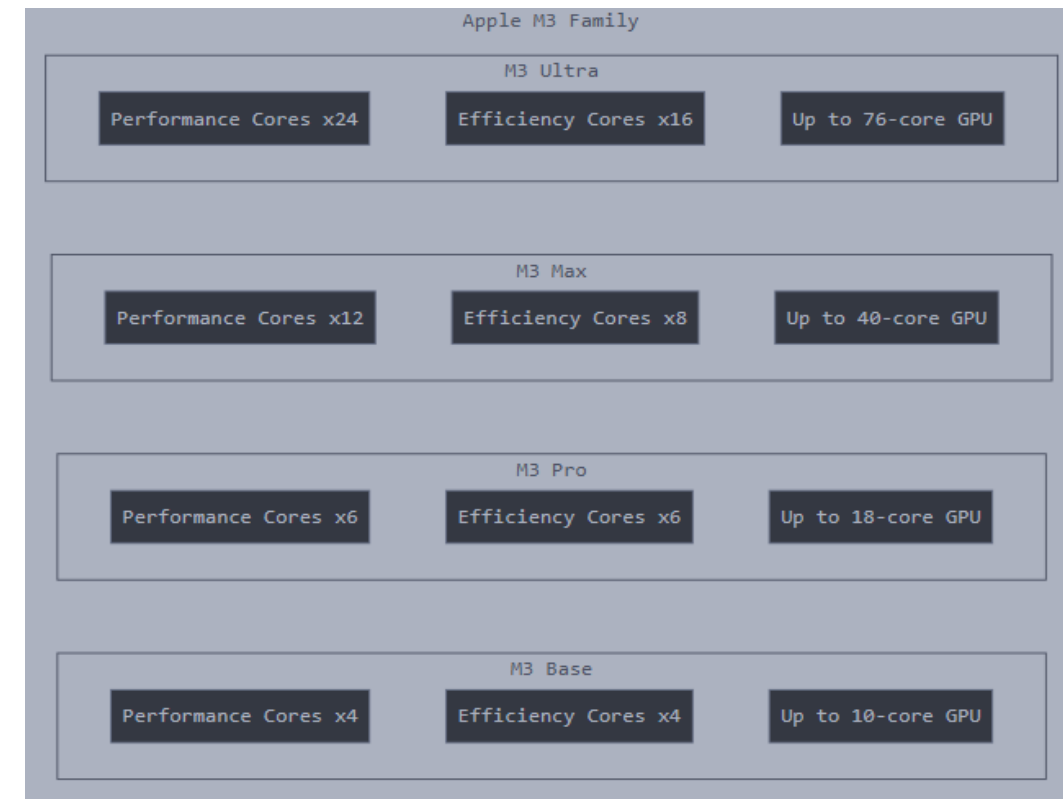 Apple M3 Family
M3 Ultra
Performance Cores x24
Efficiency Cores x16
Up to 76-core GPU
M3 Max
Performance Cores x12
Efficiency Cores x8
Up to 40-core GPU
M3 Pro
Performance Cores x6
Efficiency Cores x6
Up to 18-core GPU
M3 Base
Performance Cores x4
Efficiency Cores x4
Up to 10-core GPU